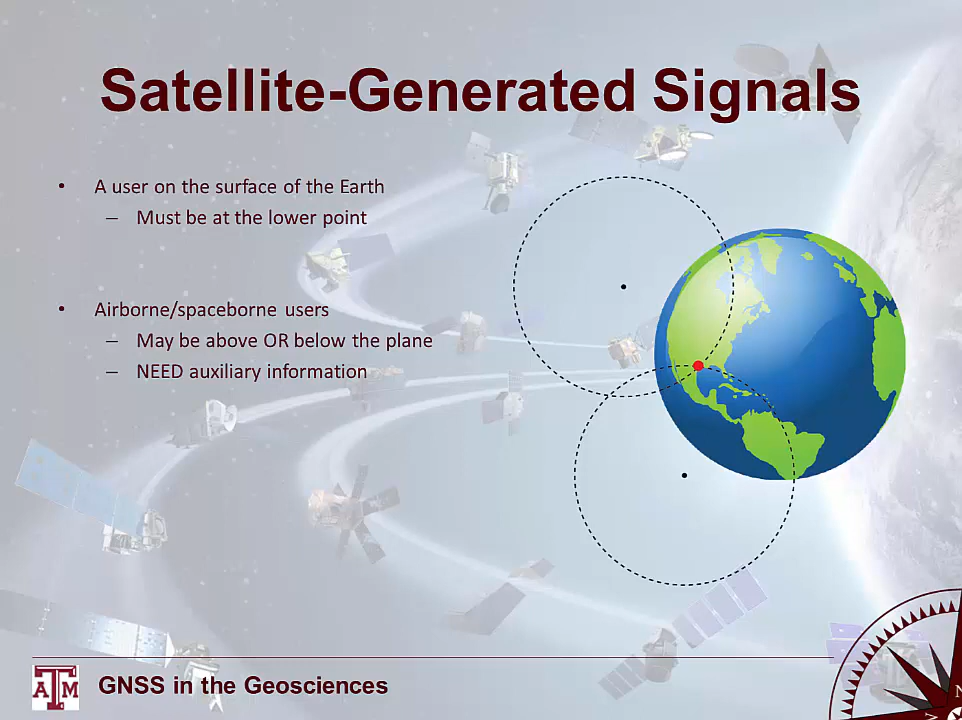 Satellite-Generated Signals
• A user on the surface of the Earth
– Must be at the lower point
• Airborne/spaceborne users
– May be above OR below the plane
– NEED auxiliary information
ATM GNSS in the Geosciences
N